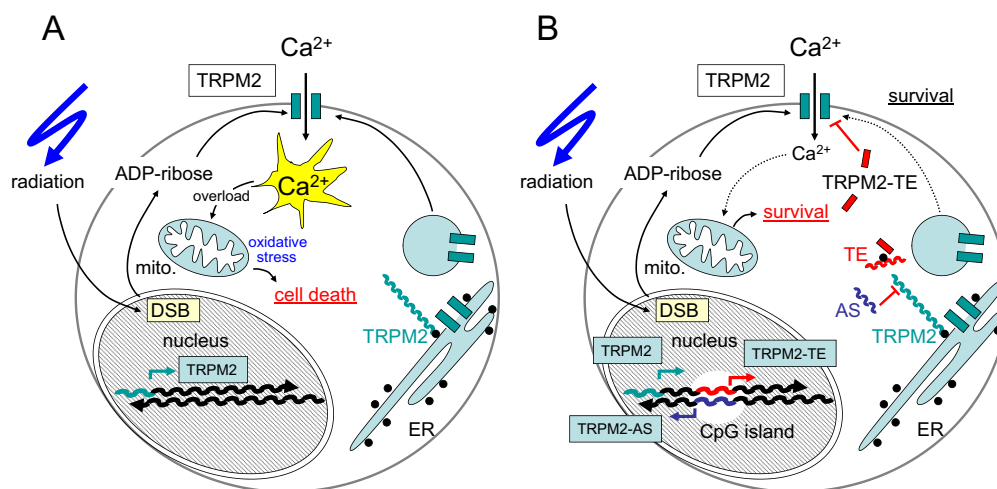 A
Ca2+
TRPM2
radiation
ADP-ribose
overload
Ca2+
oxidative
stress
mito.
cell death
DSB
nucleus
TRPM2
TRPM2
ER
B
Ca2+
TRPM2
survival
radiation
ADP-ribose
Ca2+
TRPM2-TE
survival
mito.
TE
AS
DSB
TRPM2
nucleus
TRPM2
TRPM2-TE
TRPM2-AS
CpG island
ER